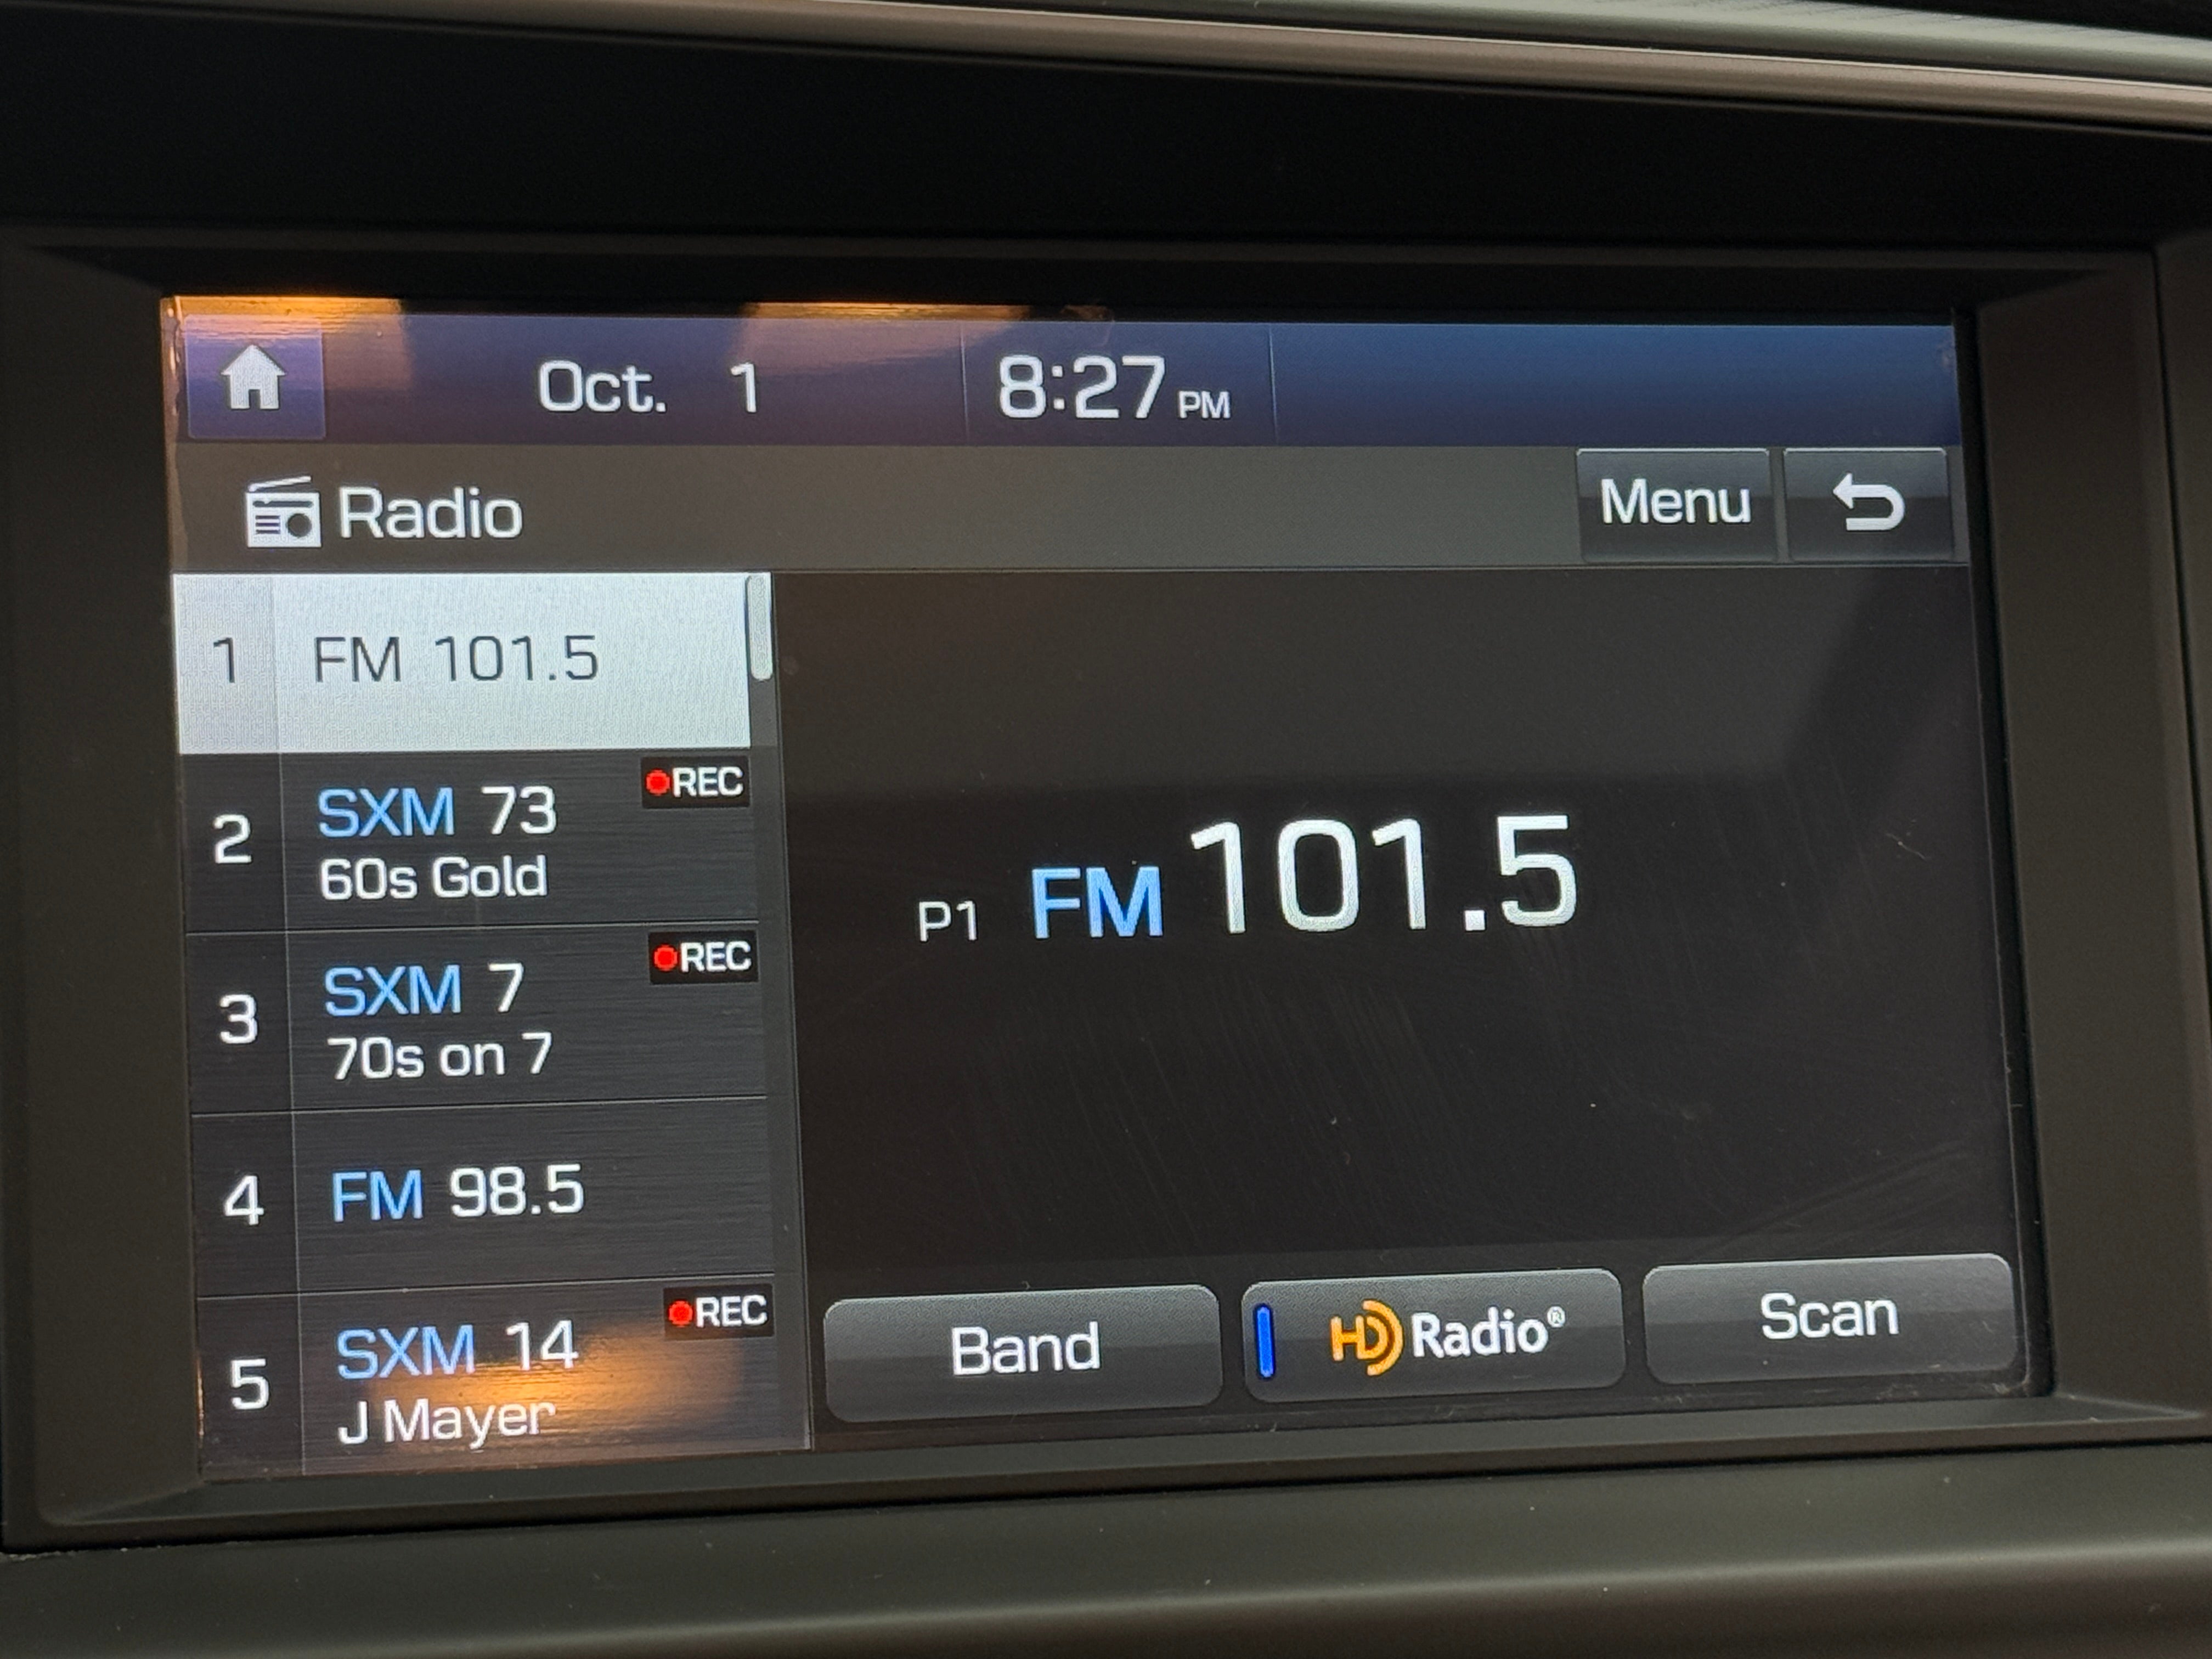 Oct. 1 8:27 PM
Radio Menu
1 FM 101.5
2 SXM 73 REC
60s Gold
3 SXM 7 REC
70s on 7
4 FM 98.5
5 SXM 14 REC
J Mayer
P1 FM 101.5
Band HD Radio® Scan